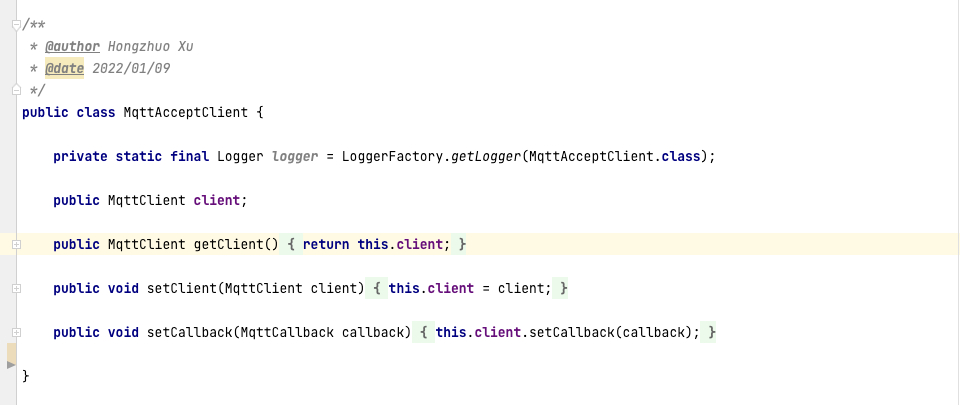 /**
 * @author Hongzhuo Xu
 * @date 2022/01/09
 */
public class MqttAcceptClient {
    private static final Logger logger = LoggerFactory.getLogger(MqttAcceptClient.class);
    public MqttClient client;
    public MqttClient getClient() { return this.client; }
    public void setClient(MqttClient client) { this.client = client; }
    public void setCallback(MqttCallback callback) { this.client.setCallback(callback); }
}